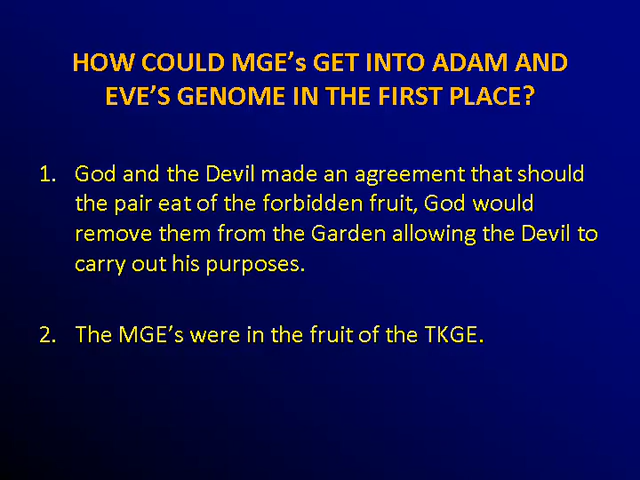 HOW COULD MGE’s GET INTO ADAM AND
EVE’S GENOME IN THE FIRST PLACE?
1. God and the Devil made an agreement that should
the pair eat of the forbidden fruit, God would
remove them from the Garden allowing the Devil to
carry out his purposes.
2. The MGE’s were in the fruit of the TKGE.